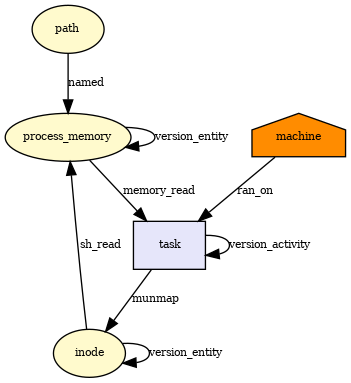 path
named
process_memory
version_entity
machine
memory_read
ran_on
sh_read
task
version_activity
munmap
inode
version_entity